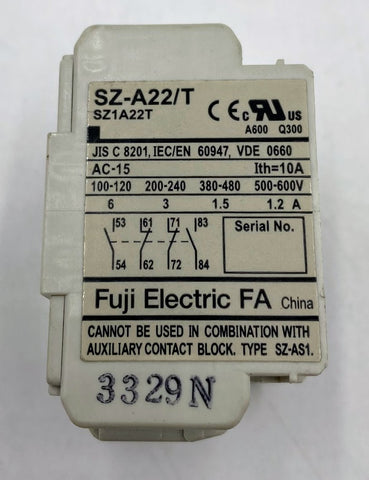 SZ-A22/T
SZ1A22T
CE c RU US
A600 Q300
JIS C 8201, IEC/EN 60947, VDE 0660
AC-15 Ith=10A
100-120 200-240 380-480 500-600V
6 3 1.5 1.2 A
53 61 71 83
54 62 72 84
Serial No.
Fuji Electric FA China
CANNOT BE USED IN COMBINATION WITH
AUXILIARY CONTACT BLOCK. TYPE SZ-AS1.
3329N